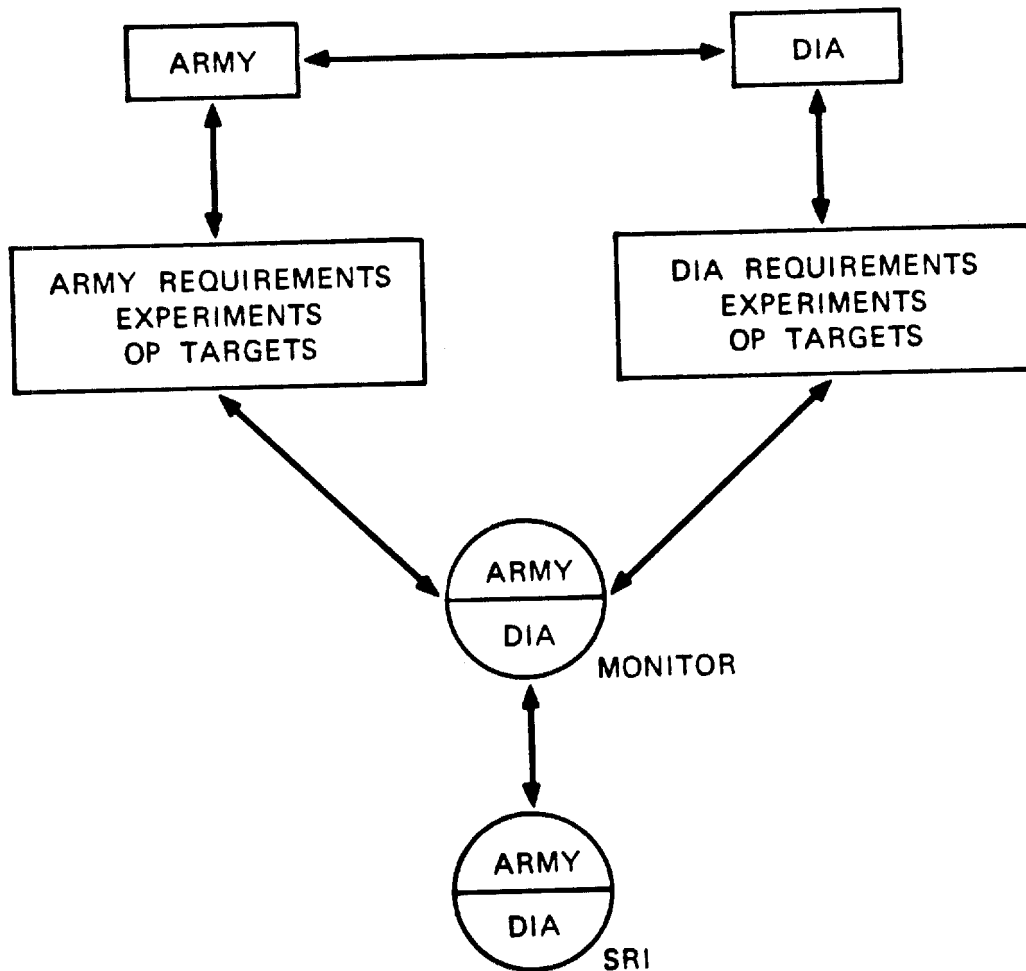 ARMY
DIA
ARMY REQUIREMENTS
EXPERIMENTS
OP TARGETS
DIA REQUIREMENTS
EXPERIMENTS
OP TARGETS
ARMY
DIA
MONITOR
ARMY
DIA
SRI